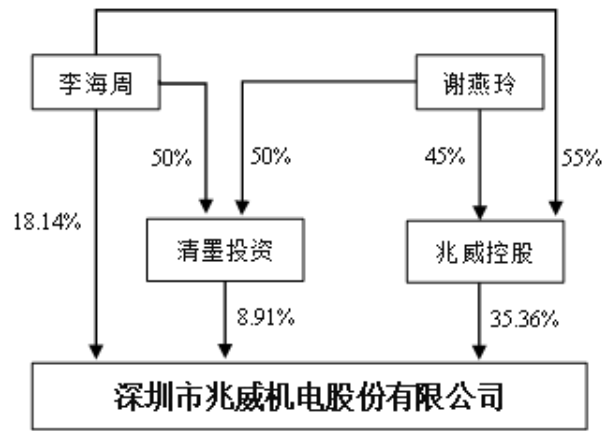 李海周
谢燕玲
50%
50%
45%
55%
18.14%
清墨投资
兆威控股
8.91%
35.36%
深圳市兆威机电股份有限公司